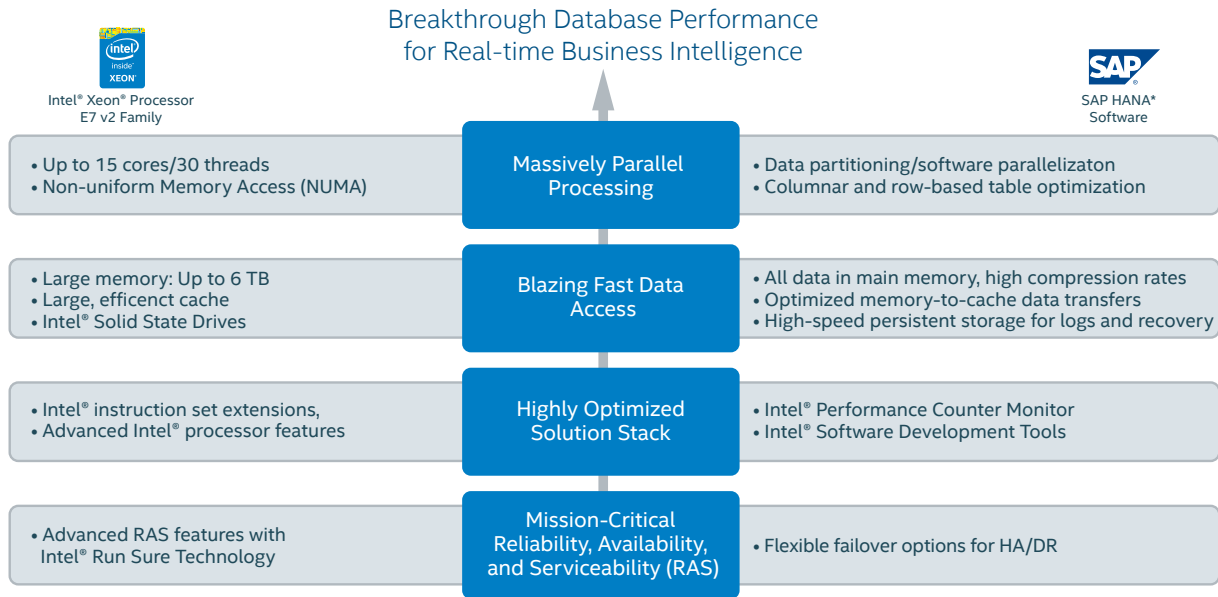 Breakthrough Database Performance
for Real-time Business Intelligence
intel
inside™
XEON®
Intel® Xeon® Processor
E7 v2 Family
SAP®
SAP HANA*
Software
• Up to 15 cores/30 threads
• Non-uniform Memory Access (NUMA)
Massively Parallel
Processing
• Data partitioning/software parallelizaton
• Columnar and row-based table optimization
• Large memory: Up to 6 TB
• Large, efficenct cache
• Intel® Solid State Drives
Blazing Fast Data
Access
• All data in main memory, high compression rates
• Optimized memory-to-cache data transfers
• High-speed persistent storage for logs and recovery
• Intel® instruction set extensions,
• Advanced Intel® processor features
Highly Optimized
Solution Stack
• Intel® Performance Counter Monitor
• Intel® Software Development Tools
• Advanced RAS features with
Intel® Run Sure Technology
Mission-Critical
Reliability, Availability,
and Serviceability (RAS)
• Flexible failover options for HA/DR